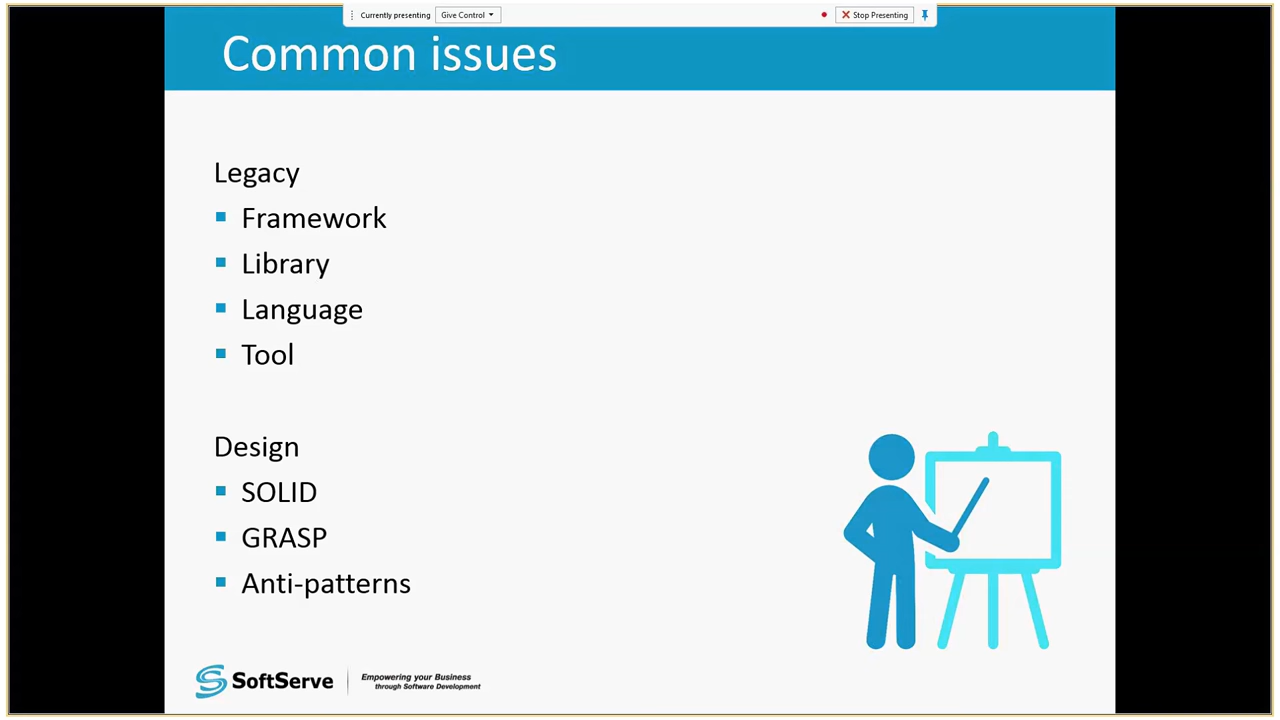 Currently presenting Give Control Stop Presenting
Common issues
Legacy
Framework
Library
Language
Tool
Design
SOLID
GRASP
Anti-patterns
SoftServe
Empowering your Business
through Software Development